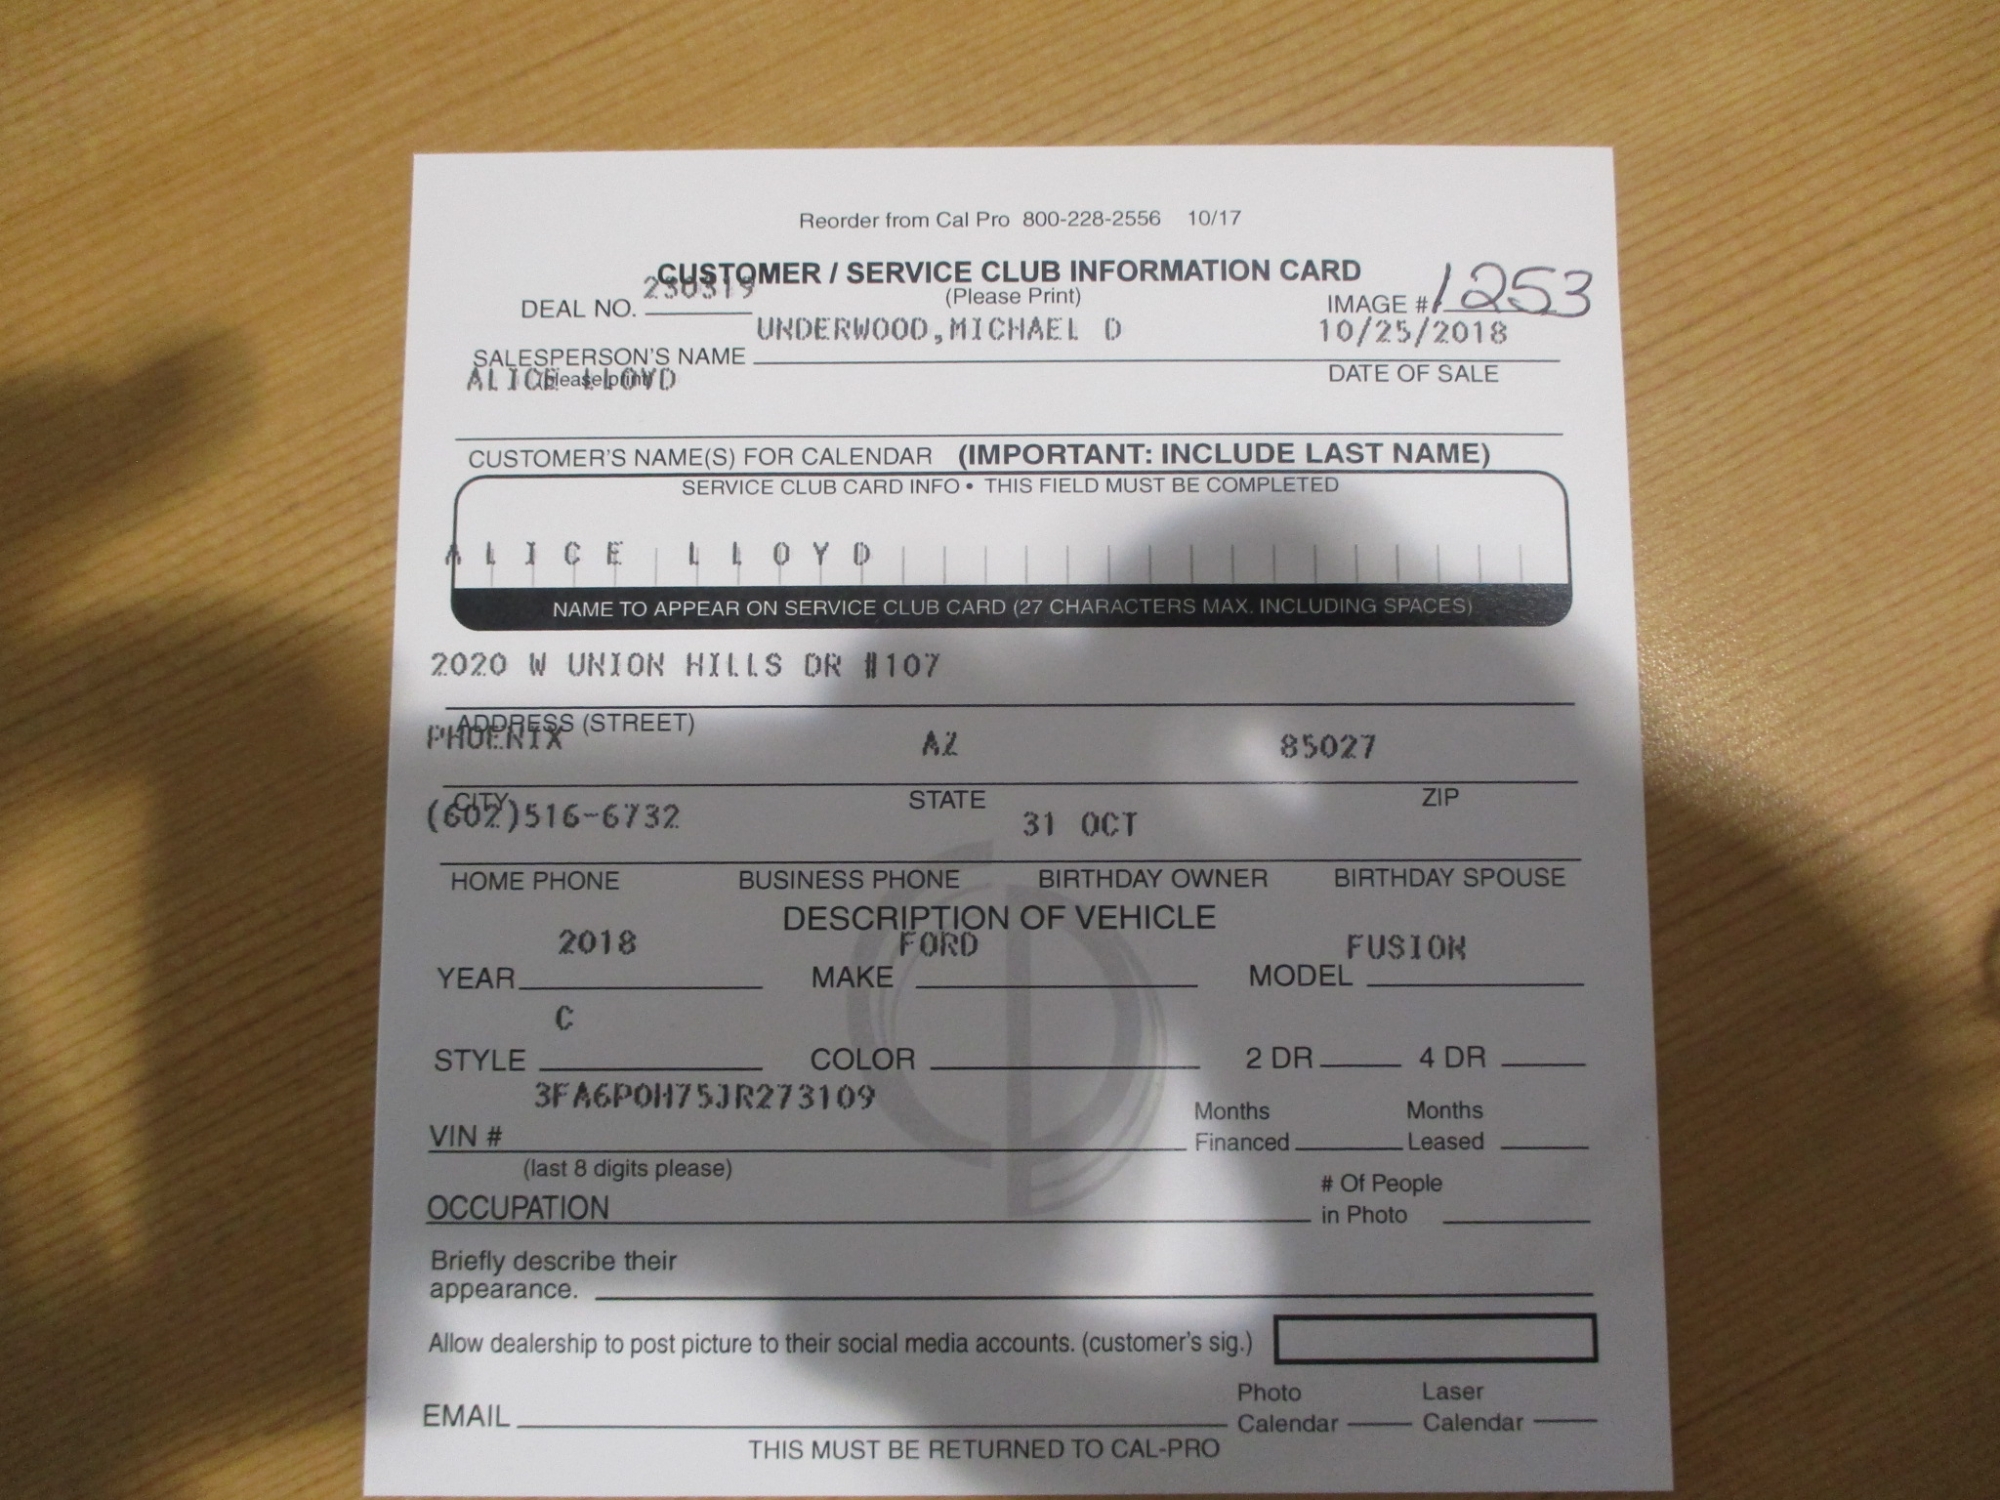 Reorder from Cal Pro 800-228-2556 10/17
CUSTOMER / SERVICE CLUB INFORMATION CARD
(Please Print)
DEAL NO. 230319
IMAGE # 1253
UNDERWOOD,MICHAEL D 10/25/2018
SALESPERSON'S NAME
(please print)
DATE OF SALE
ALICE LLOYD
CUSTOMER'S NAME(S) FOR CALENDAR (IMPORTANT: INCLUDE LAST NAME)
SERVICE CLUB CARD INFO • THIS FIELD MUST BE COMPLETED
ALICE LLOYD
NAME TO APPEAR ON SERVICE CLUB CARD (27 CHARACTERS MAX. INCLUDING SPACES)
2020 W UNION HILLS DR #107
ADDRESS (STREET)
PHOENIX AZ 85027
CITY STATE ZIP
(602)516-6732 31 OCT
HOME PHONE BUSINESS PHONE BIRTHDAY OWNER BIRTHDAY SPOUSE
DESCRIPTION OF VEHICLE
2018 FORD FUSION
YEAR MAKE MODEL
C
STYLE COLOR 2 DR 4 DR
3FA6P0H75JR273109
VIN # Months Financed Months Leased
(last 8 digits please)
OCCUPATION # Of People in Photo
Briefly describe their
appearance.
Allow dealership to post picture to their social media accounts. (customer's sig.)
EMAIL Photo Calendar Laser Calendar
THIS MUST BE RETURNED TO CAL-PRO